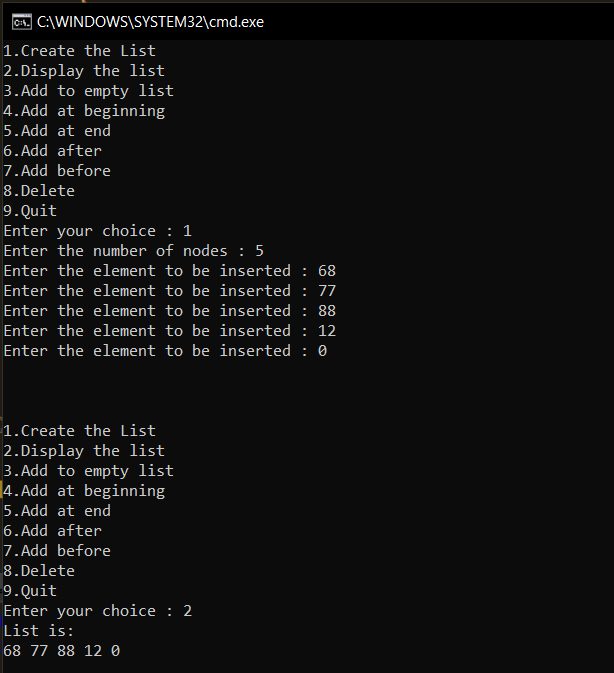 C:\WINDOWS\SYSTEM32\cmd.exe
1.Create the List
2.Display the list
3.Add to empty list
4.Add at beginning
5.Add at end
6.Add after
7.Add before
8.Delete
9.Quit
Enter your choice : 1
Enter the number of nodes : 5
Enter the element to be inserted : 68
Enter the element to be inserted : 77
Enter the element to be inserted : 88
Enter the element to be inserted : 12
Enter the element to be inserted : 0
1.Create the List
2.Display the list
3.Add to empty list
4.Add at beginning
5.Add at end
6.Add after
7.Add before
8.Delete
9.Quit
Enter your choice : 2
List is:
68 77 88 12 0